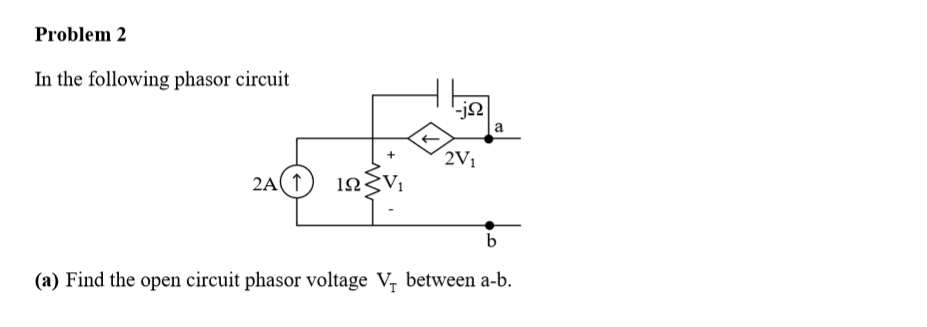 Problem 2
In the following phasor circuit
-jΩ
a
+
2V₁
2A
↑
1Ω
V₁
-
b
(a) Find the open circuit phasor voltage V_T between a-b.